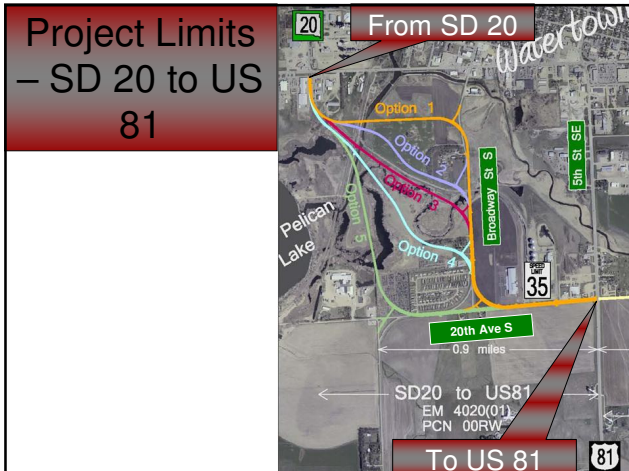 Project Limits
– SD 20 to US
81
20
From SD 20
Watertown
Option 1
Option 2
Option 3
Option 4
Option 5
Broadway St S
5th St SE
Pelican
Lake
SPEED
LIMIT
35
20th Ave S
0.9 miles
SD20 to US81
EM 4020(01)
PCN 00RW
To US 81
81